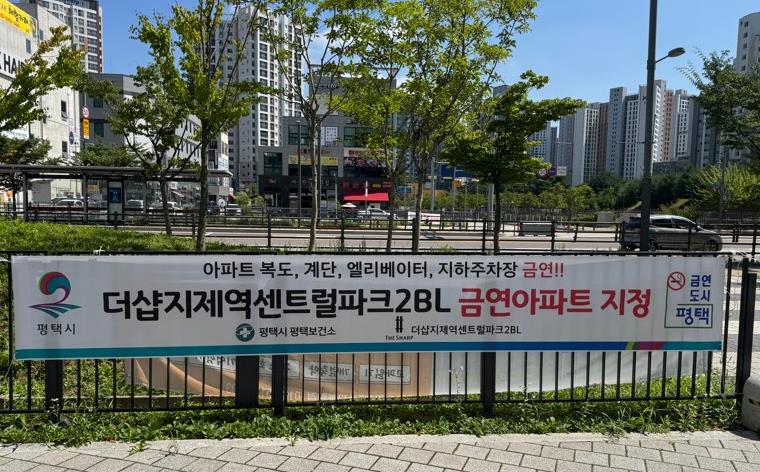 아파트 복도, 계단, 엘리베이터, 지하주차장 금연!!
더샵지제역센트럴파크2BL 금연아파트 지정
평택시
평택시 평택보건소
THE SHARP
더샵지제역센트럴파크2BL
금연
도시
평택